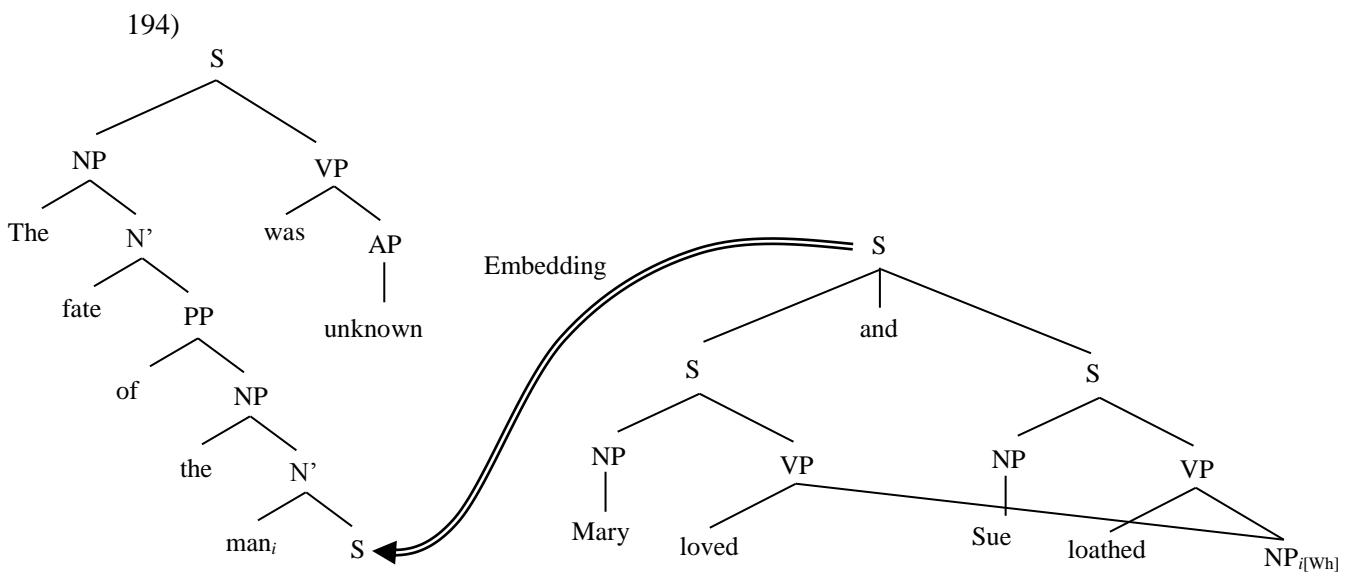 194)
S
NP VP
The N’ was AP
S
Embedding
fate PP unknown and
S S
of NP
the N’ NP VP NP VP
man𝑖 S Mary loved Sue loathed NP𝑖[Wh]